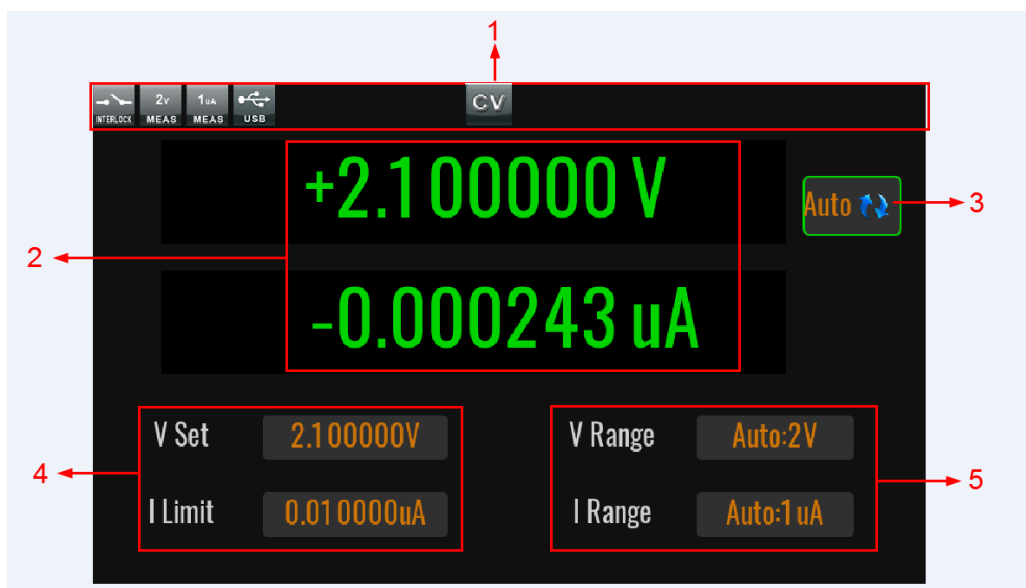 1
2V 1uA CV
INTERLOCK MEAS MEAS USB
+2.100000 V
Auto 3
2
-0.000243 uA
V Set 2.100000V V Range Auto:2V
4 5
I Limit 0.010000uA I Range Auto:1uA